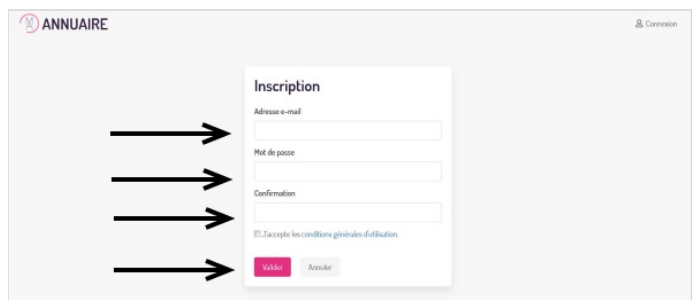 ANNUAIRE
Connexion
Inscription
Adresse e-mail
Mot de passe
Confirmation
J'accepte les conditions générales d'utilisation.
Valider Annuler